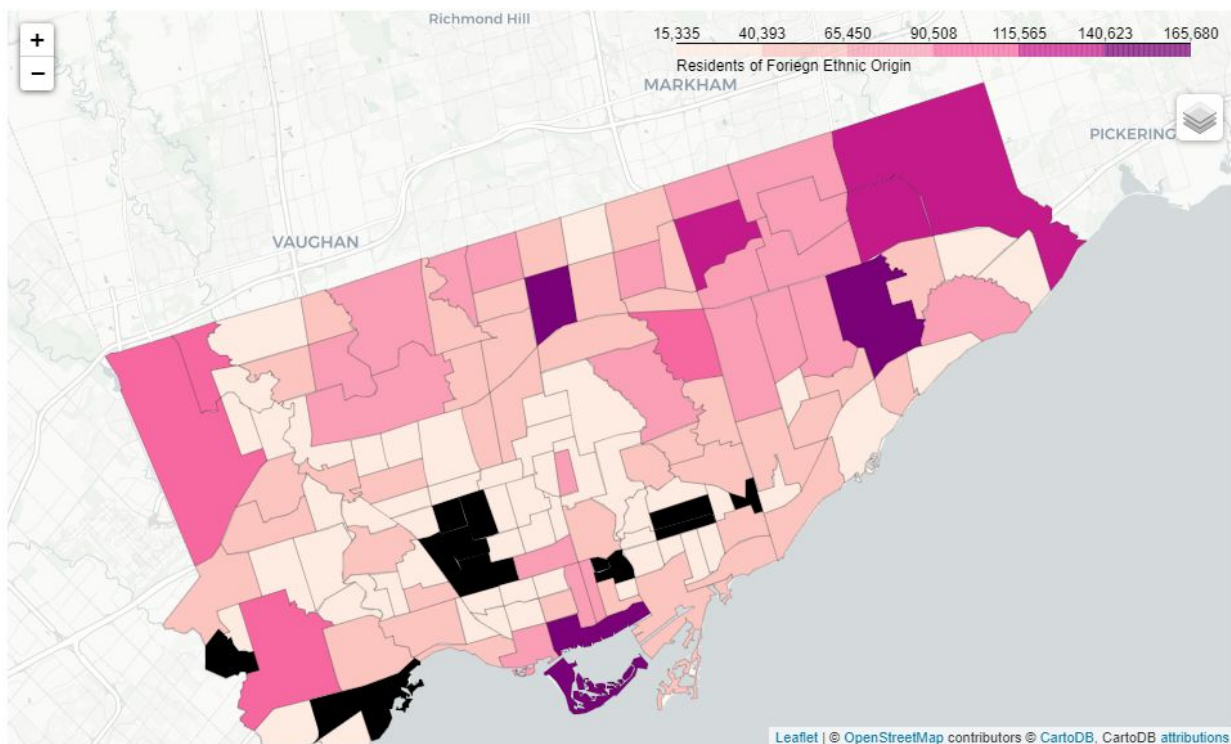 Richmond Hill
+
−
15,335 40,393 65,450 90,508 115,565 140,623 165,680
Residents of Foriegn Ethnic Origin
MARKHAM
PICKERING
VAUGHAN
Leaflet | © OpenStreetMap contributors © CartoDB, CartoDB attributions